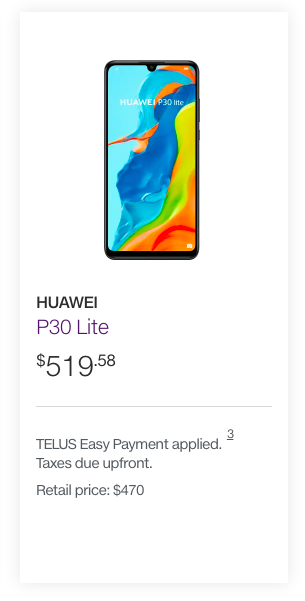 HUAWEI P30 lite
HUAWEI
P30 Lite
$519.58
TELUS Easy Payment applied. 3
Taxes due upfront.
Retail price: $470